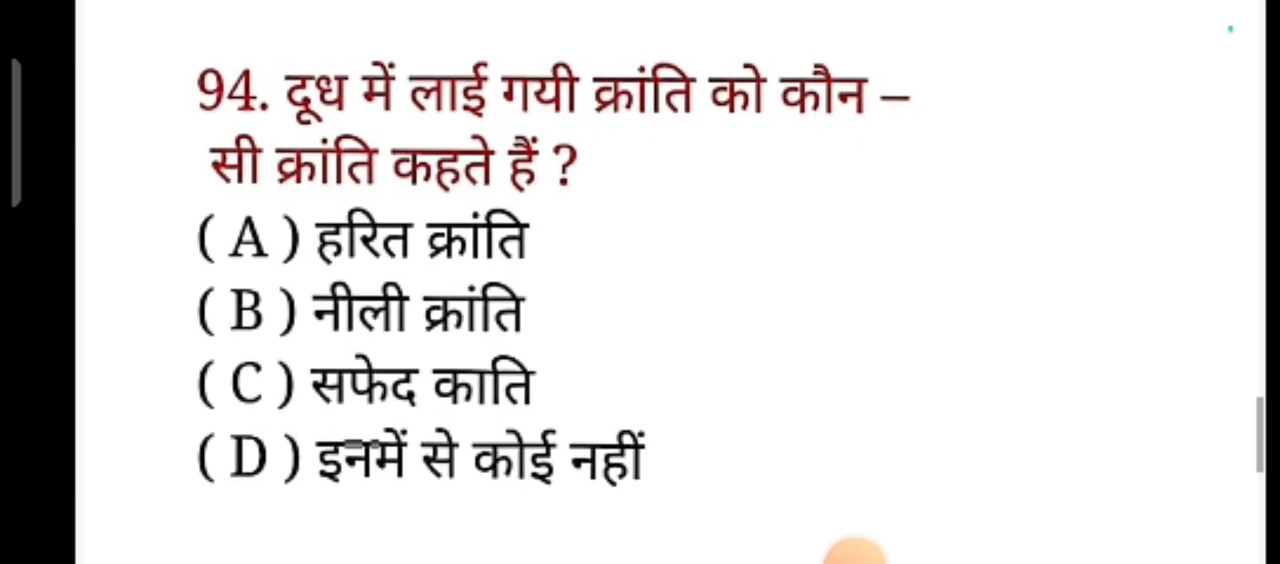 94. दूध में लाई गयी क्रांति को कौन –
सी क्रांति कहते हैं ?
( A ) हरित क्रांति
( B ) नीली क्रांति
( C ) सफेद काति
( D ) इनमें से कोई नहीं